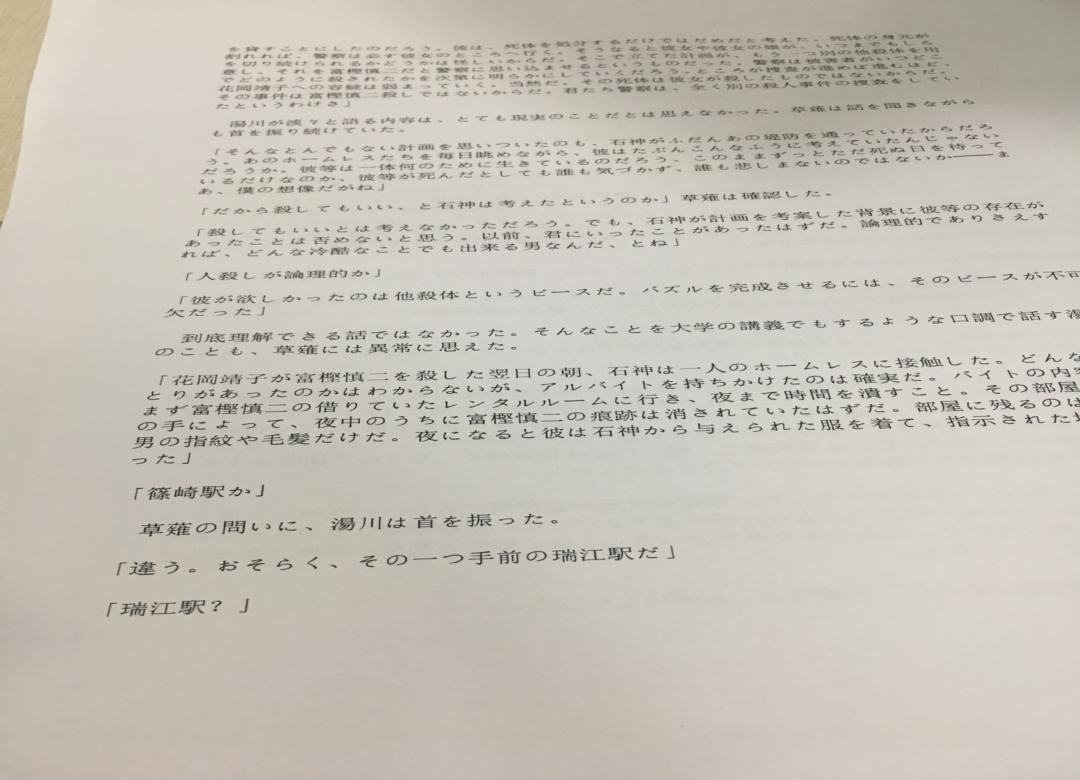 を貸すことにしたのだろう。彼は、死体を処分するだけではだめだと考えた。死体の身元が
割れれば、警察は必ず彼女のところへ行く。そうなると彼女や彼女の娘が、いつまでもしら
を切り続けられるかどうかは怪しいからだ。そこで立てた計画が、もう一つ別の他殺体を用
意し、それを富樫慎二だと警察に思い込ませるというものだった。警察は被害者がいつどこ
でどのように殺されたかを次第に明らかにしていくだろう。ところが捜査が進めば進むほど、
花岡靖子への容疑は弱まっていく。当然だ。その死体は彼女が殺したものではないからだ。
その事件は富樫慎二殺しではないからだ。君たち警察は、全く別の殺人事件の捜査をしてい
たというわけさ」
湯川が淡々と語る内容は、とても現実のことだとは思えなかった。草薙は話を聞きながら
も首を振り続けていた。
「そんなとんでもない計画を思いついたのも、石神がふだんあの堤防を通っていたからだろ
う。あのホームレスたちを毎日眺めながら、彼はたぶんこんなふうに考えていたんじゃない
だろうか。彼等は一体何のために生きているのだろう、このままずっとただ死ぬ日を待って
いるだけなのか、彼等が死んだとしても誰も気づかず、誰も悲しまないのではないか――ま
あ、僕の想像だがね」
「だから殺してもいい、と石神は考えたというのか」草薙は確認した。
「殺してもいいとは考えなかっただろう。でも、石神が計画を考案した背景に彼等の存在が
あったことは否めないと思う。以前、君にいったことがあったはずだ。論理的でありさえす
れば、どんな冷酷なことでも出来る男なんだ、とね」
「人殺しが論理的か」
「彼が欲しかったのは他殺体というピースだ。パズルを完成させるには、そのピースが不可
欠だった」
到底理解できる話ではなかった。そんなことを大学の講義でもするような口調で話す湯
のことも、草薙には異常に思えた。
「花岡靖子が富樫慎二を殺した翌日の朝、石神は一人のホームレスに接触した。どんな
とりがあったのかはわからないが、アルバイトを持ちかけたのは確実だ。バイトの内容
まず富樫慎二の借りていたレンタルルームに行き、夜まで時間を潰すこと。その部屋
の手によって、夜中のうちに富樫慎二の痕跡は消されていたはずだ。部屋に残るのは
男の指紋や毛髪だけだ。夜になると彼は石神から与えられた服を着て、指示された
った」
「篠崎駅か」
草薙の問いに、湯川は首を振った。
「違う。おそらく、その一つ手前の瑞江駅だ」
「瑞江駅？」